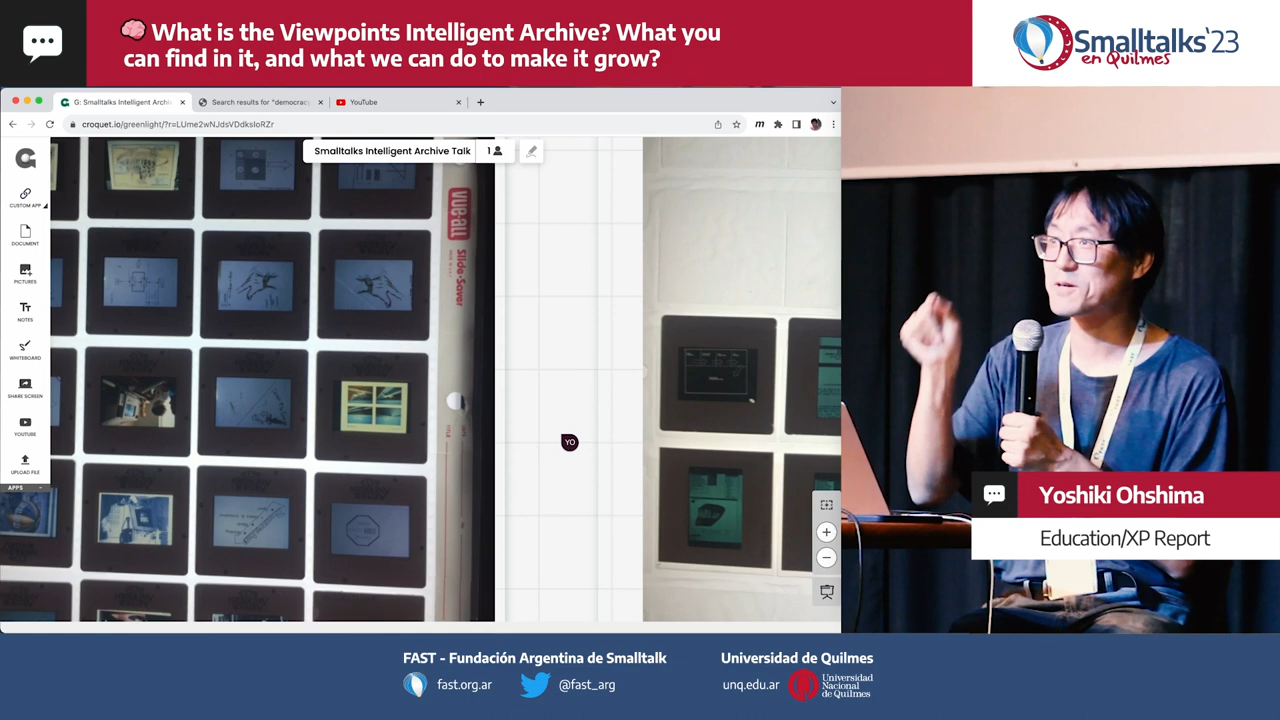 🧠What is the Viewpoints Intelligent Archive? What you
can find in it, and what we can do to make it grow?
Smalltalks'23
en Quilmes
G: Smalltalks Intelligent Archi
Search results for "democrac
YouTube
croquet.io/greenlight/?r=LUme2wNJdsVDdksIoRZr
Smalltalks Intelligent Archive Talk
1
CUSTOM APP
DOCUMENT
PICTURES
NOTES
WHITEBOARD
SHARE SCREEN
YOUTUBE
UPLOAD FILE
APPS
vue-all
Slide-Saver
YO
Yoshiki Ohshima
Education/XP Report
FAST - Fundación Argentina de Smalltalk
fast.org.ar
@fast_arg
Universidad de Quilmes
unq.edu.ar
Universidad
Nacional
de Quilmes